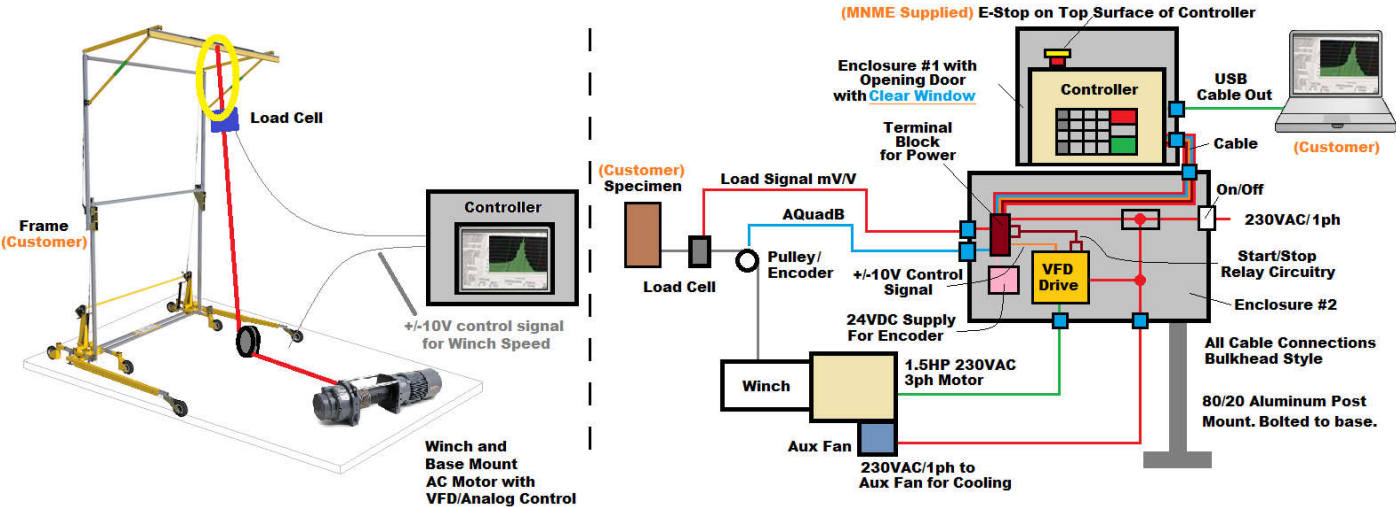 Load Cell
Controller
Frame
(Customer)
+/-10V control signal
for Winch Speed
Winch and
Base Mount
AC Motor with
VFD/Analog Control
(MNME Supplied) E-Stop on Top Surface of Controller
Enclosure #1 with
Opening Door
with Clear Window
Controller
USB
Cable Out
(Customer)
Terminal
Block
for Power
Cable
(Customer)
Specimen
Load Signal mV/V
On/Off
AQuadB
230VAC/1ph
Pulley/
Encoder
Load Cell
+/-10V Control
Signal
VFD
Drive
Start/Stop
Relay Circuitry
24VDC Supply
For Encoder
Enclosure #2
All Cable Connections
Bulkhead Style
1.5HP 230VAC
3ph Motor
Winch
80/20 Aluminum Post
Mount. Bolted to base.
Aux Fan
230VAC/1ph to
Aux Fan for Cooling